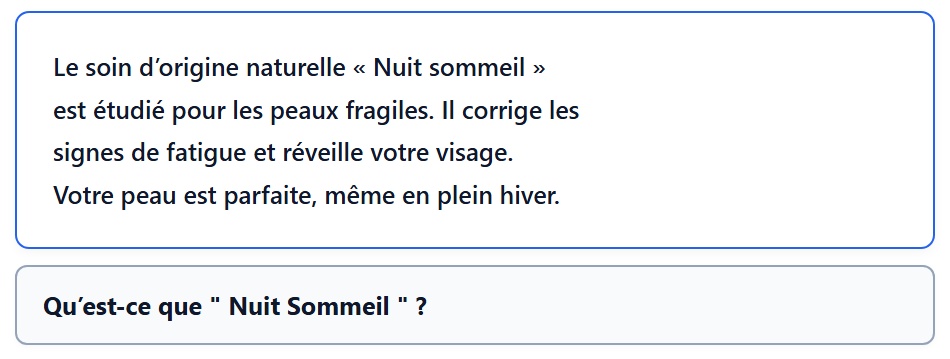 Le soin d’origine naturelle « Nuit sommeil »
est étudié pour les peaux fragiles. Il corrige les
signes de fatigue et réveille votre visage.
Votre peau est parfaite, même en plein hiver.
Qu’est-ce que " Nuit Sommeil " ?